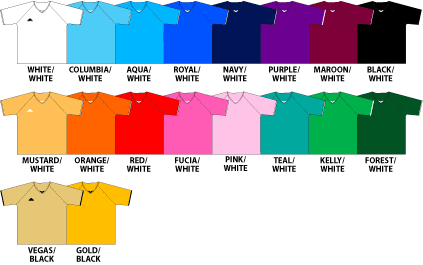 WHITE/ COLUMBIA/ AQUA/ ROYAL/ NAVY/ PURPLE/ MAROON/ BLACK/
WHITE WHITE WHITE WHITE WHITE WHITE WHITE WHITE
MUSTARD/ ORANGE/ RED/ FUCIA/ PINK/ TEAL/ KELLY/ FOREST/
WHITE WHITE WHITE WHITE WHITE WHITE WHITE WHITE
VEGAS/ GOLD/
BLACK BLACK